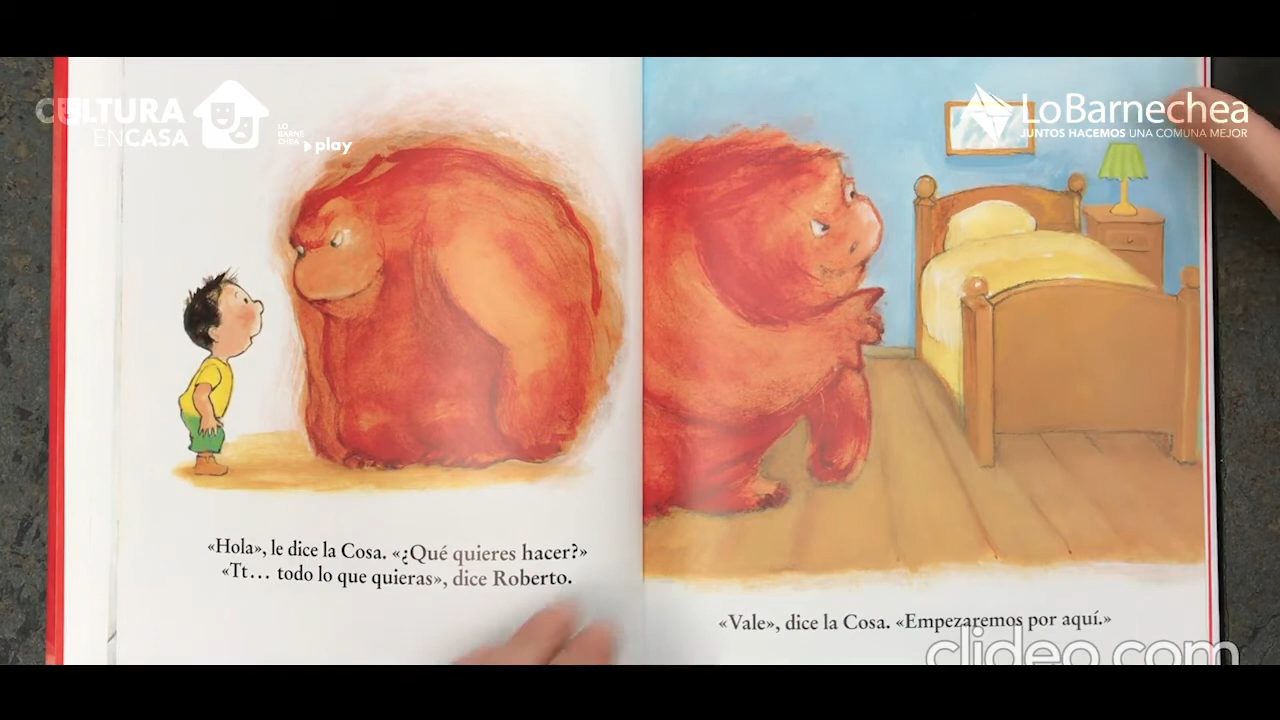 CULTURA
EN CASA
LO
BARNE
CHEA
play
LoBarnechea
JUNTOS HACEMOS UNA COMUNA MEJOR
«Hola», le dice la Cosa. «¿Qué quieres hacer?»
«Tt… todo lo que quieras», dice Roberto.
«Vale», dice la Cosa. «Empezaremos por aquí.»
clideo.com